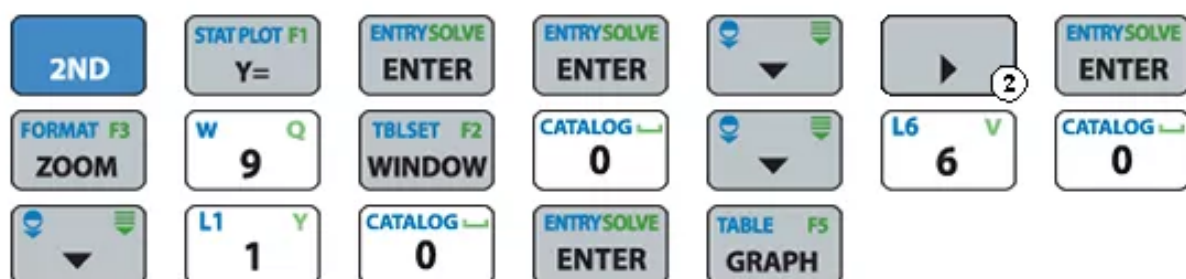 STAT PLOT F1 ENTRY SOLVE ENTRY SOLVE ENTRY SOLVE
2ND Y= ENTER ENTER 2 ENTER
FORMAT F3 W Q TBLSET F2 CATALOG L6 V CATALOG
ZOOM 9 WINDOW 0 6 0
L1 Y CATALOG ENTRY SOLVE TABLE F5
1 0 ENTER GRAPH